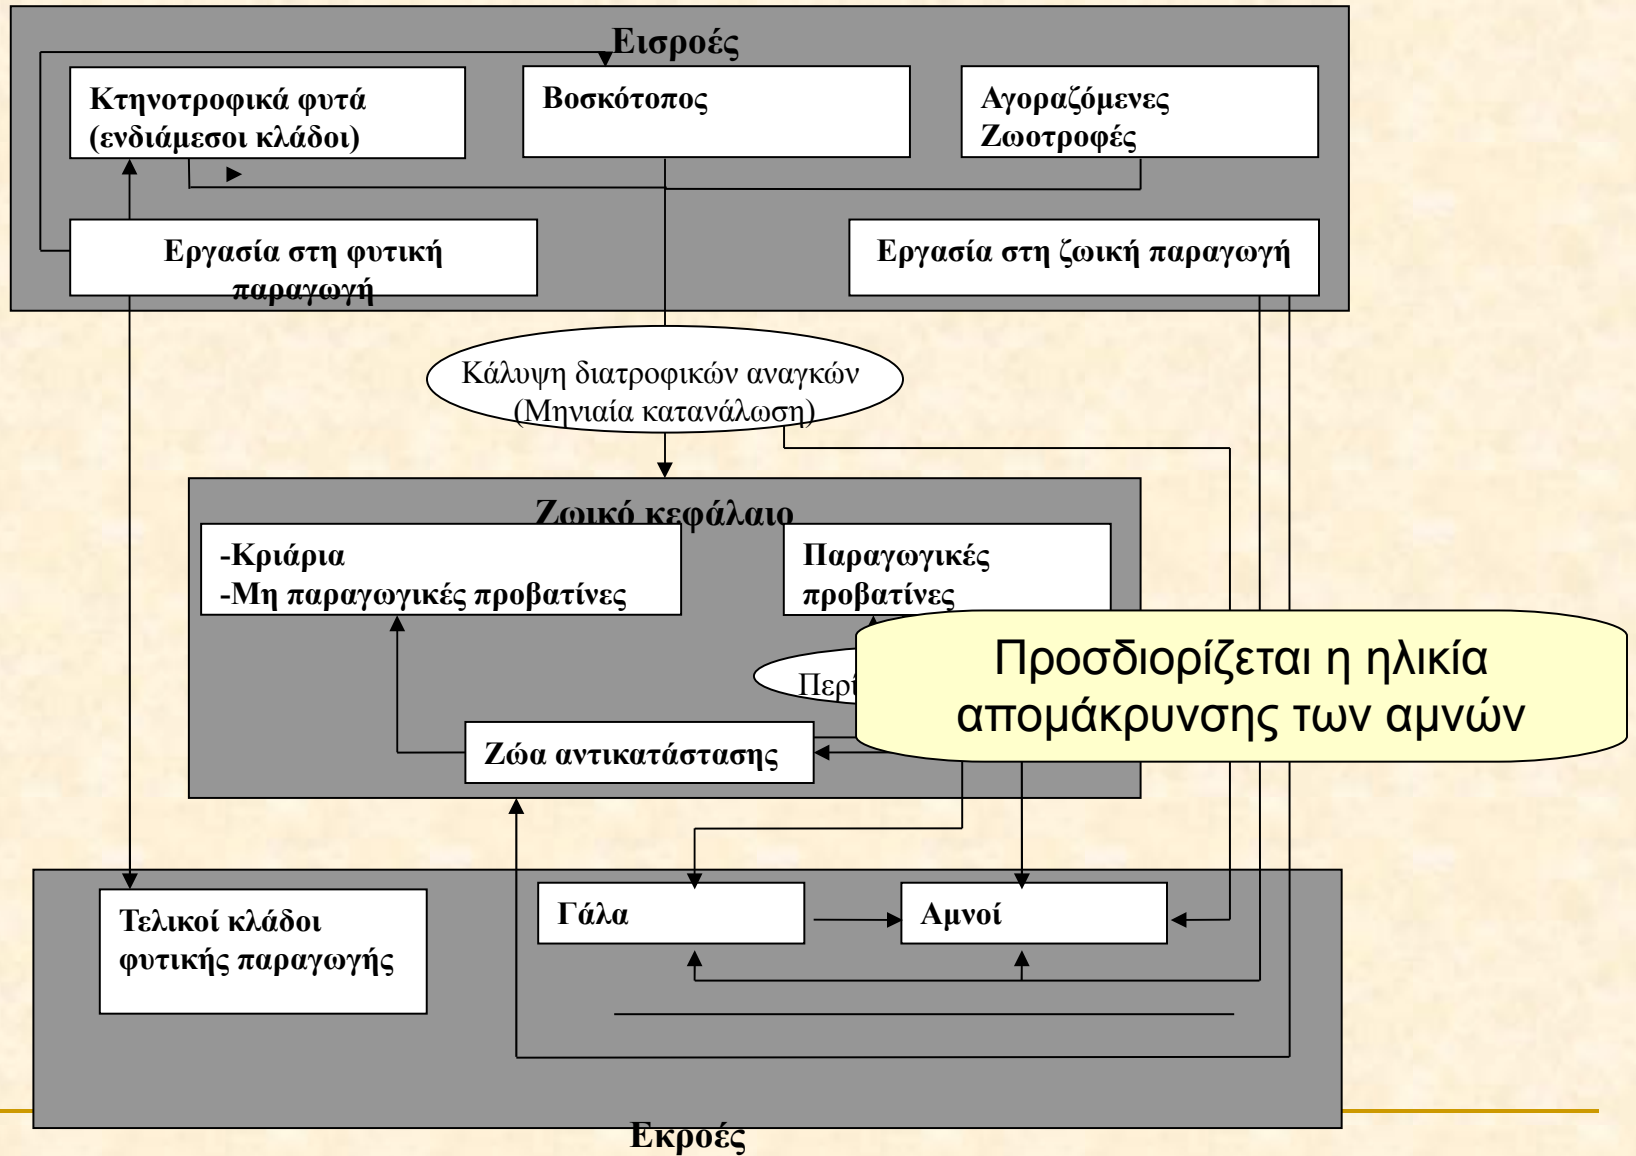 Εισροές
Κτηνοτροφικά φυτά
(ενδιάμεσοι κλάδοι)
Βοσκότοπος
Αγοραζόμενες
Ζωοτροφές
Εργασία στη φυτική
παραγωγή
Εργασία στη ζωική παραγωγή
Κάλυψη διατροφικών αναγκών
(Μηνιαία κατανάλωση)
Ζωικό κεφάλαιο
-Κριάρια
-Μη παραγωγικές προβατίνες
Παραγωγικές
προβατίνες
Προσδιορίζεται η ηλικία
απομάκρυνσης των αμνών
Ζώα αντικατάστασης
Τελικοί κλάδοι
φυτικής παραγωγής
Γάλα
Αμνοί
Εκροές